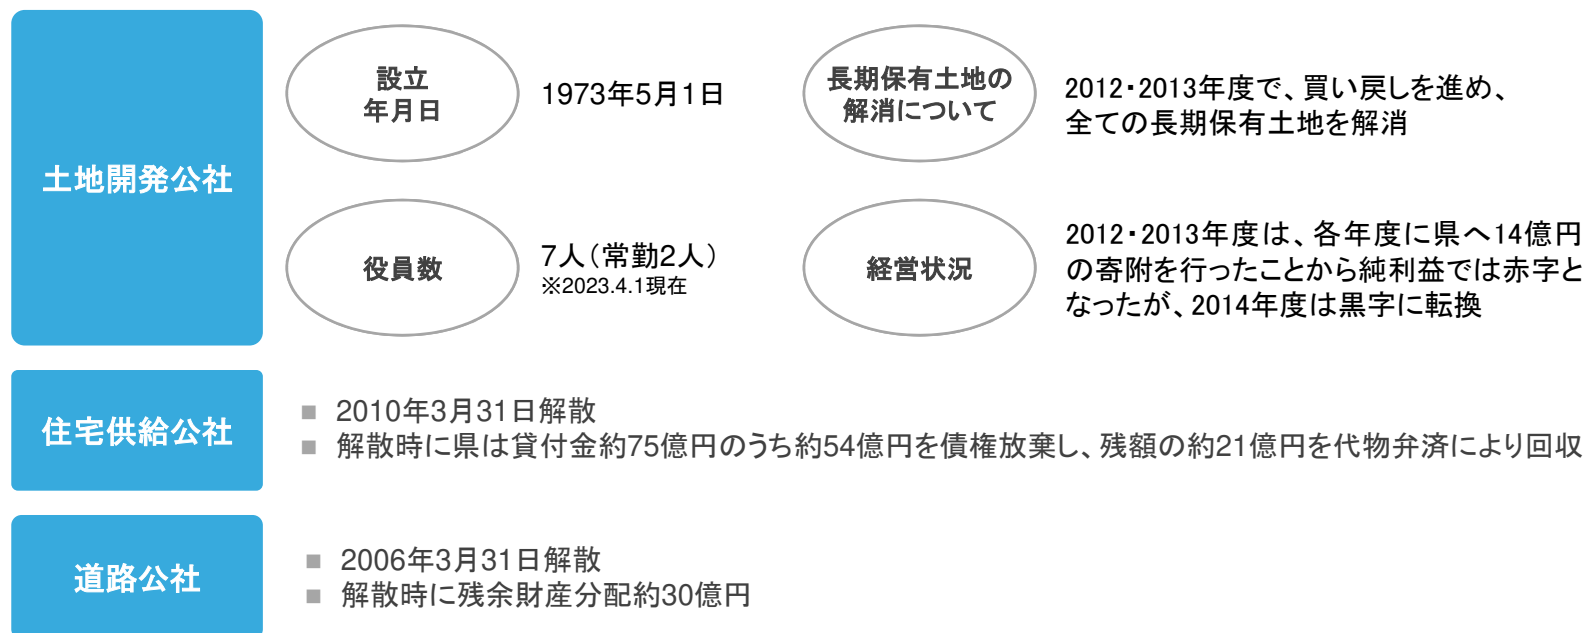 土地開発公社
設立
年月日
1973年5月1日
長期保有土地の
解消について
2012・2013年度で、買い戻しを進め、
全ての長期保有土地を解消
役員数
7人（常勤2人）
※2023.4.1現在
経営状況
2012・2013年度は、各年度に県へ14億円
の寄附を行ったことから純利益では赤字と
なったが、2014年度は黒字に転換
住宅供給公社
■ 2010年3月31日解散
■ 解散時に県は貸付金約75億円のうち約54億円を債権放棄し、残額の約21億円を代物弁済により回収
道路公社
■ 2006年3月31日解散
■ 解散時に残余財産分配約30億円